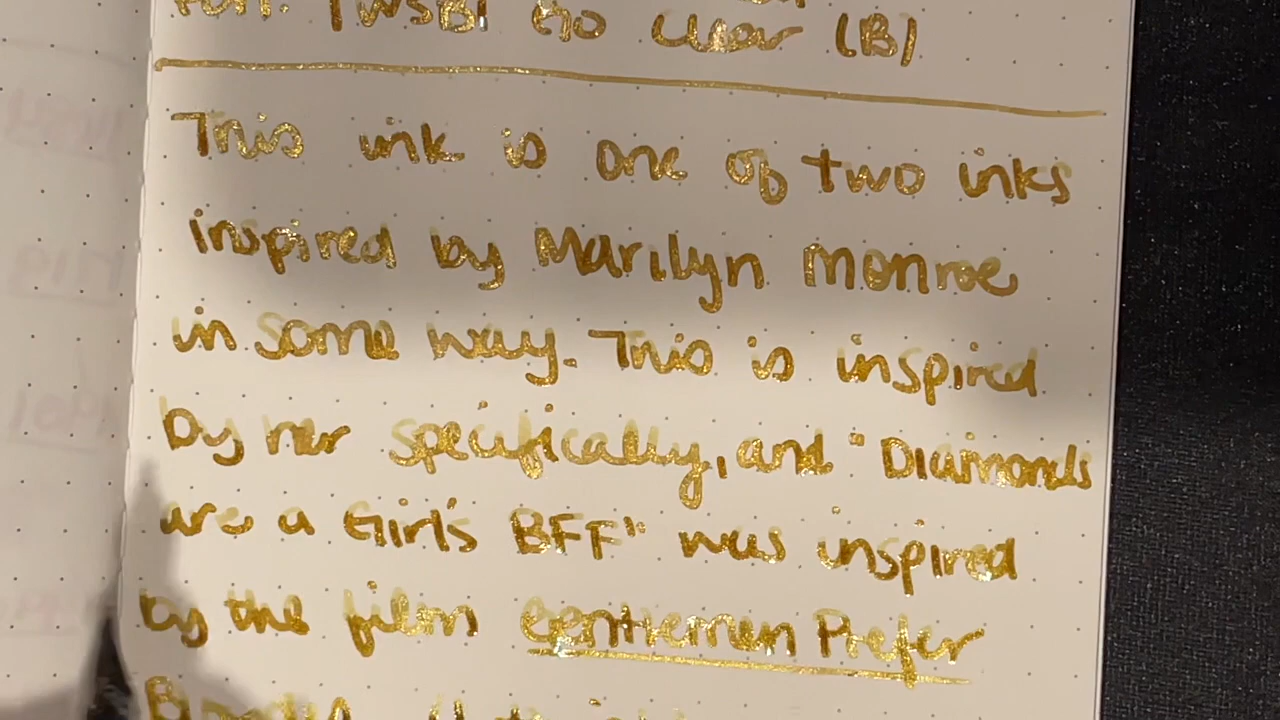 Pen: TWSBI GO Clear (B)
This ink is one of two inks
inspired by Marilyn Monroe
in some way. This is inspired
by her specifically, and "Diamonds
are a Girl's BFF" was inspired
by the film Gentlemen Prefer